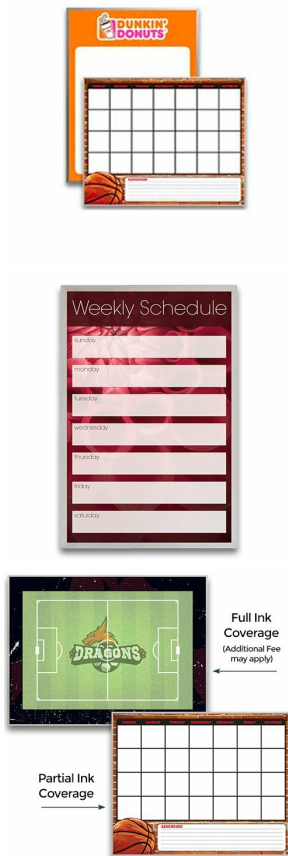 DUNKIN'
DONUTS
Weekly Schedule
sunday
monday
tuesday
wednesday
thursday
friday
saturday
DRAGONS
Full Ink
Coverage
(Additional Fee
may apply)
Partial Ink
Coverage
REMINDERS